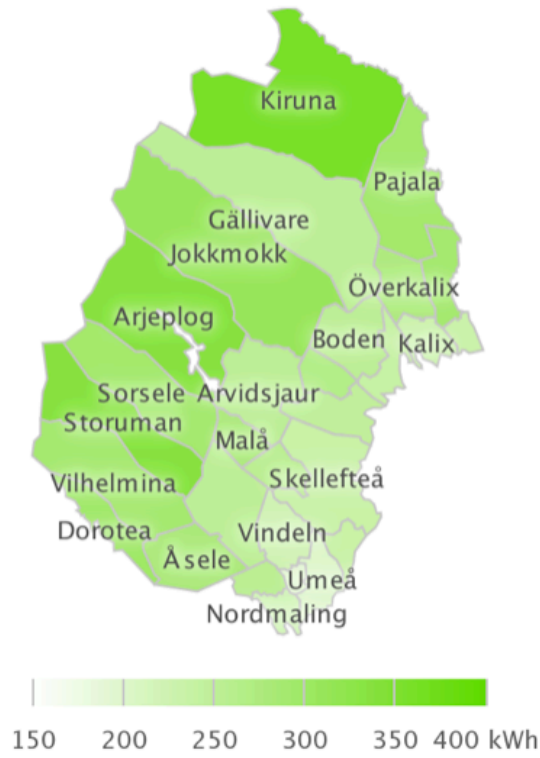 Kiruna
Pajala
Gällivare
Jokkmokk
Överkalix
Arjeplog
Boden
Kalix
Sorsele
Arvidsjaur
Storuman
Malå
Skellefteå
Vilhelmina
Dorotea
Vindeln
Åsele
Umeå
Nordmaling
150 200 250 300 350 400 kWh